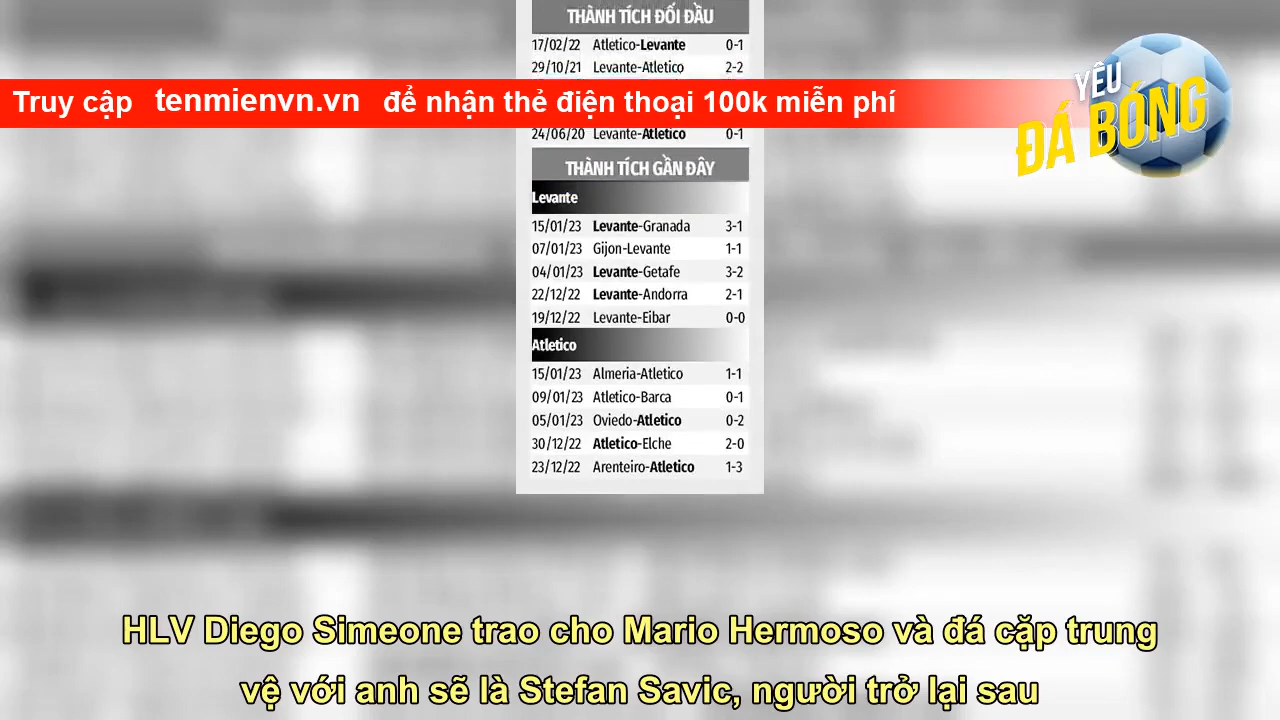 THÀNH TÍCH ĐỐI ĐẦU
17/02/22 Atletico-Levante 0-1
29/10/21 Levante-Atletico 2-2
Truy cập tenmienvn.vn để nhận thẻ điện thoại 100k miễn phí
YÊU
ĐÁ BÓNG
24/06/20 Levante-Atletico 0-1
THÀNH TÍCH GẦN ĐÂY
Levante
15/01/23 Levante-Granada 3-1
07/01/23 Gijon-Levante 1-1
04/01/23 Levante-Getafe 3-2
22/12/22 Levante-Andorra 2-1
19/12/22 Levante-Eibar 0-0
Atletico
15/01/23 Almeria-Atletico 1-1
09/01/23 Atletico-Barca 0-1
05/01/23 Oviedo-Atletico 0-2
30/12/22 Atletico-Elche 2-0
23/12/22 Arenteiro-Atletico 1-3
HLV Diego Simeone trao cho Mario Hermoso và đá cặp trung
vệ với anh sẽ là Stefan Savic, người trở lại sau